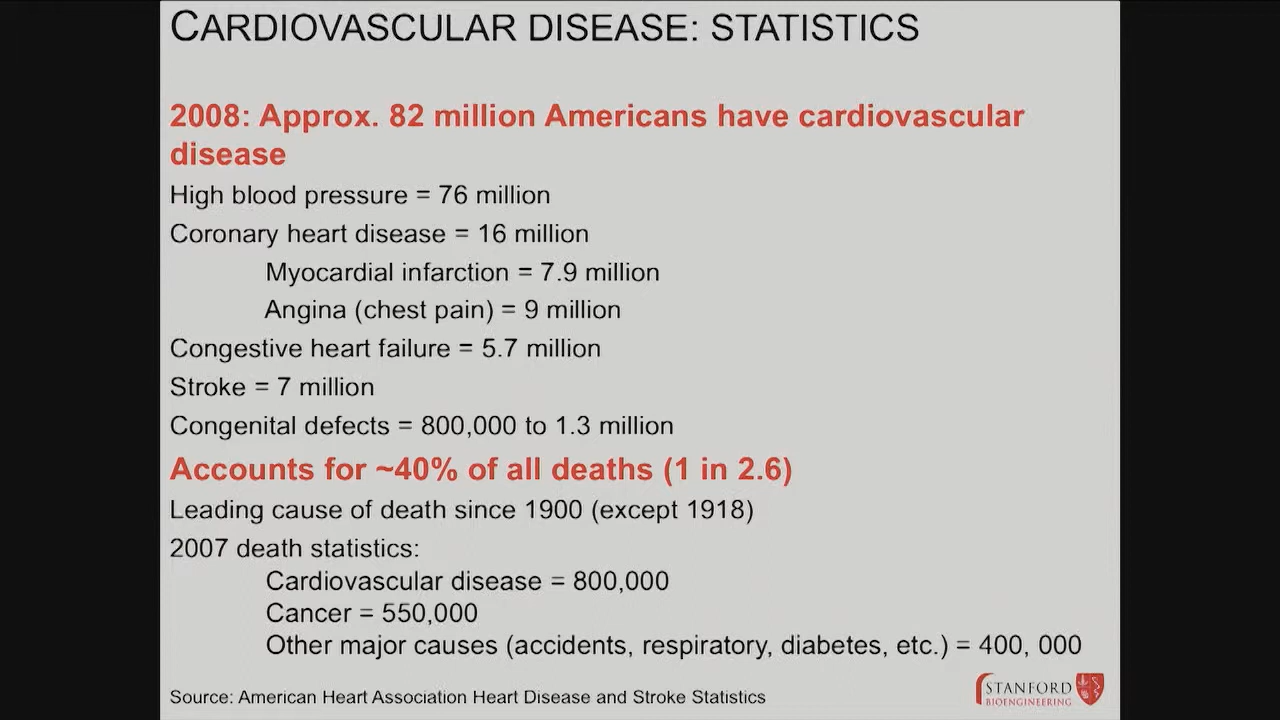 CARDIOVASCULAR DISEASE: STATISTICS
2008: Approx. 82 million Americans have cardiovascular
disease
High blood pressure = 76 million
Coronary heart disease = 16 million
Myocardial infarction = 7.9 million
Angina (chest pain) = 9 million
Congestive heart failure = 5.7 million
Stroke = 7 million
Congenital defects = 800,000 to 1.3 million
Accounts for ~40% of all deaths (1 in 2.6)
Leading cause of death since 1900 (except 1918)
2007 death statistics:
Cardiovascular disease = 800,000
Cancer = 550,000
Other major causes (accidents, respiratory, diabetes, etc.) = 400, 000
Source: American Heart Association Heart Disease and Stroke Statistics
STANFORD
BIOENGINEERING